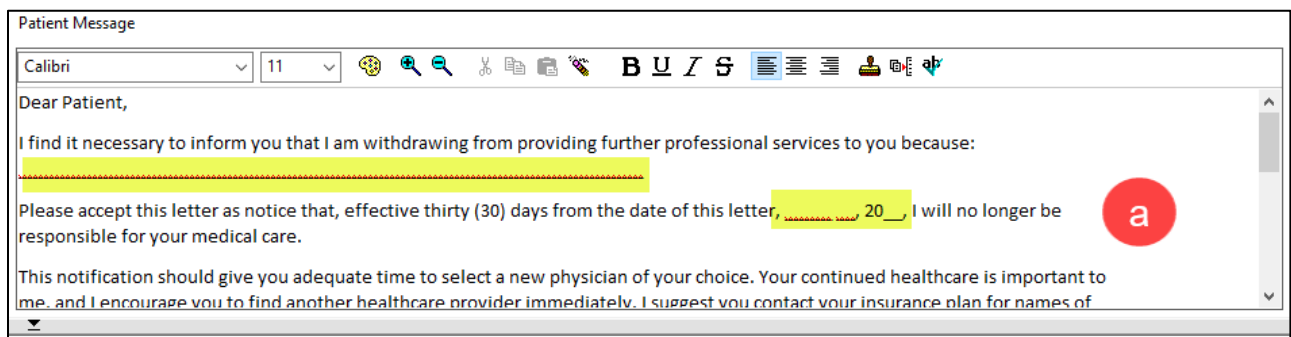 Patient Message
Calibri 11 B U I S ab
Dear Patient,
I find it necessary to inform you that I am withdrawing from providing further professional services to you because:
Please accept this letter as notice that, effective thirty (30) days from the date of this letter, ________ __, 20__, I will no longer be
a
responsible for your medical care.
This notification should give you adequate time to select a new physician of your choice. Your continued healthcare is important to
me, and I encourage you to find another healthcare provider immediately. I suggest you contact your insurance plan for names of